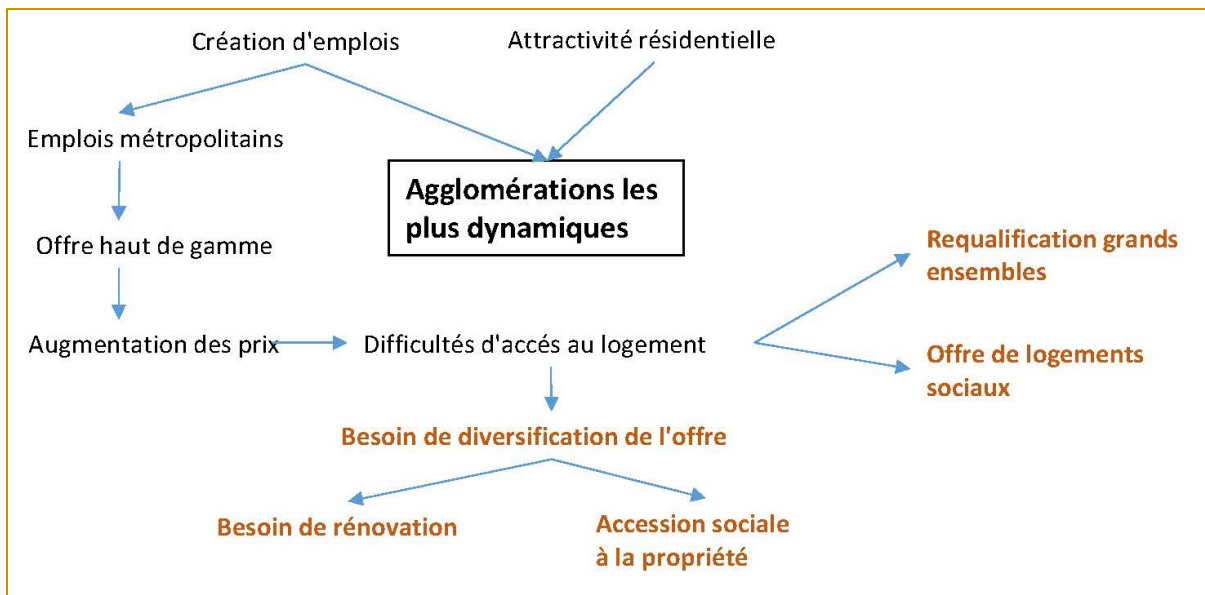 Création d'emplois
Attractivité résidentielle
Emplois métropolitains
Agglomérations les
plus dynamiques
Offre haut de gamme
Requalification grands
ensembles
Augmentation des prix
Difficultés d'accés au logement
Offre de logements
sociaux
Besoin de diversification de l'offre
Besoin de rénovation
Accession sociale
à la propriété